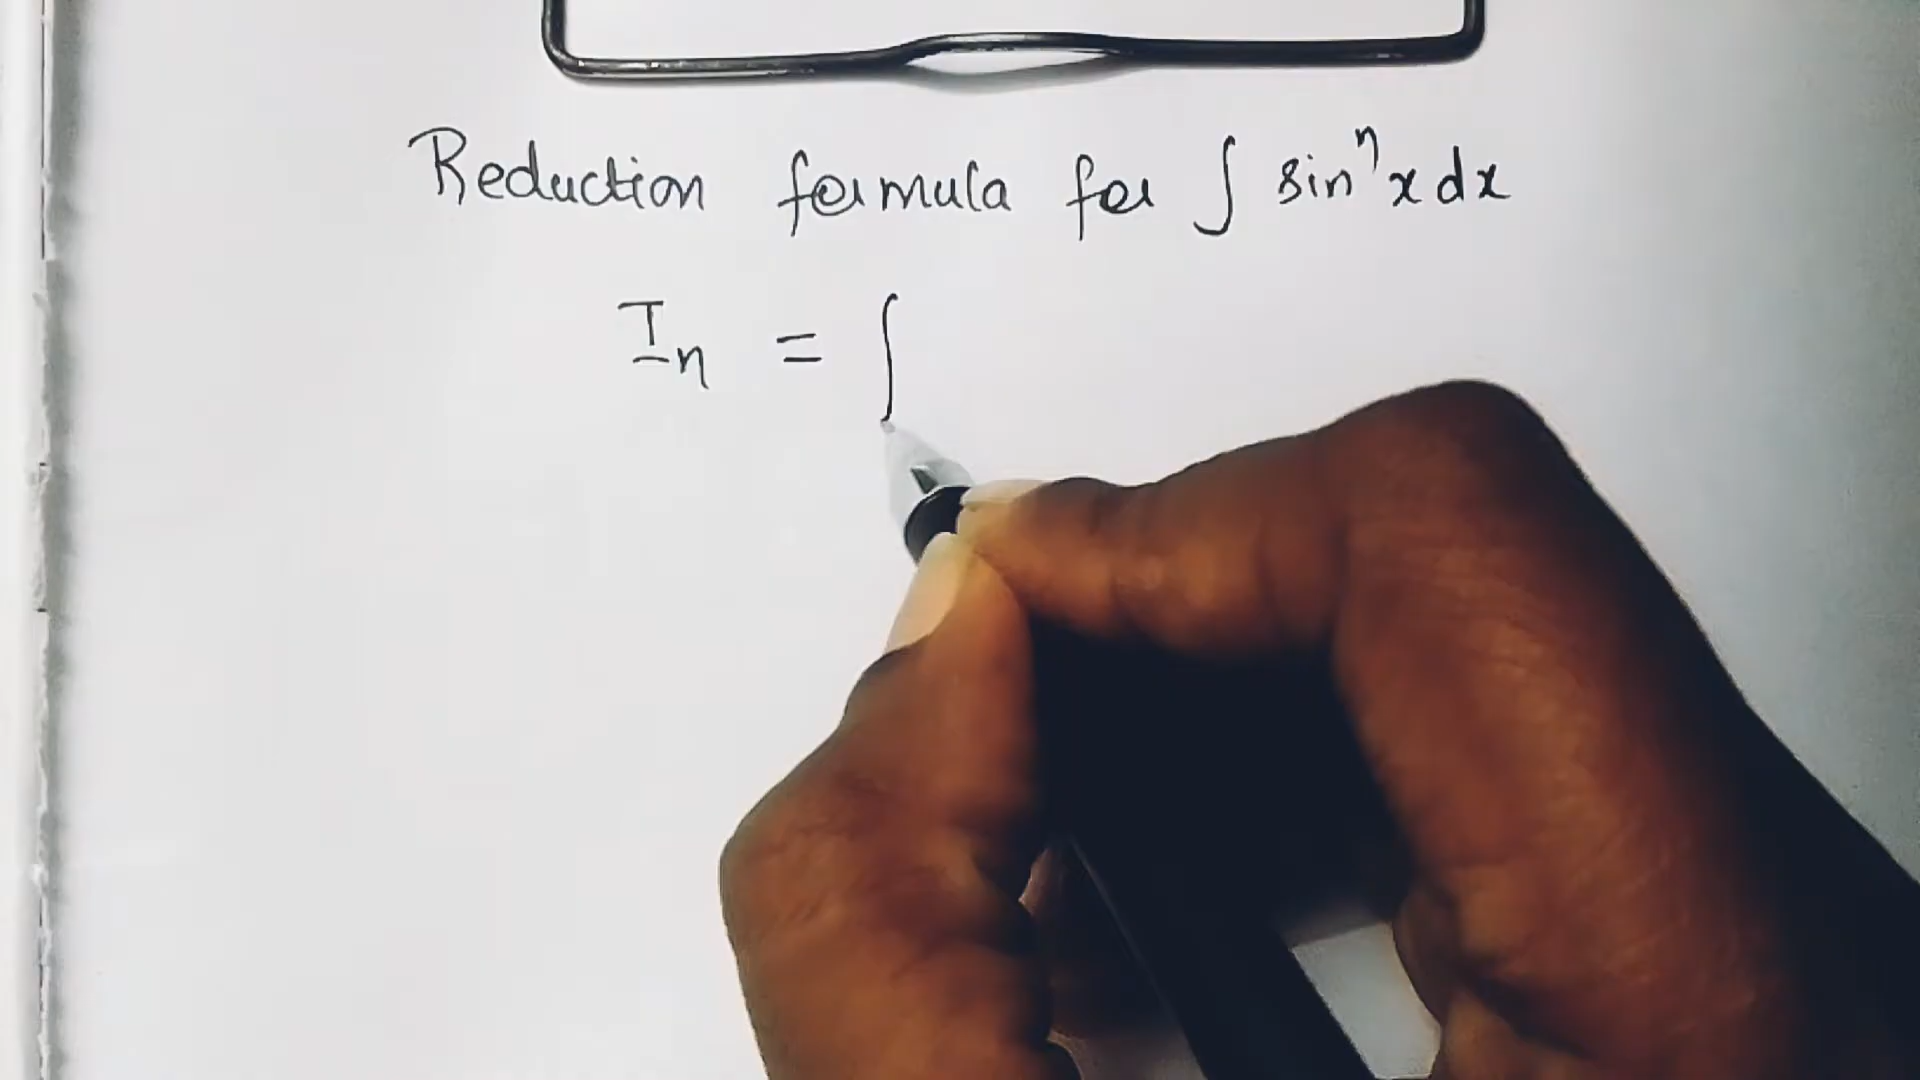 Reduction formula for ∫ sinⁿx dx
Iₙ = ∫